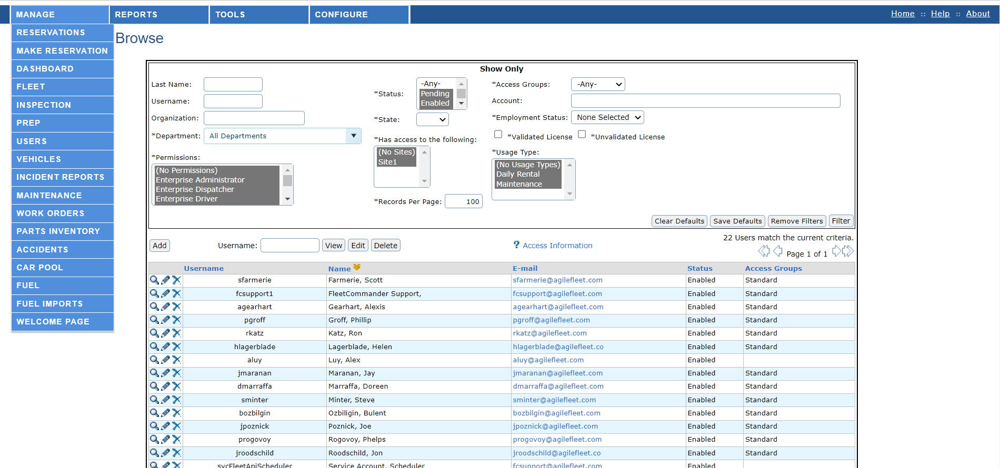 MANAGE REPORTS TOOLS CONFIGURE Home :: Help :: About
RESERVATIONS
MAKE RESERVATION
DASHBOARD
FLEET
INSPECTION
PREP
USERS
VEHICLES
INCIDENT REPORTS
MAINTENANCE
WORK ORDERS
PARTS INVENTORY
ACCIDENTS
CAR POOL
FUEL
FUEL IMPORTS
WELCOME PAGE
Browse
Show Only
Last Name:
Username:
Organization:
*Department: All Departments
*Permissions:
(No Permissions)
Enterprise Administrator
Enterprise Dispatcher
Enterprise Driver
*Status:
-Any-
Pending
Enabled
*State:
*Has access to the following:
(No Sites)
Site1
*Records Per Page: 100
*Access Groups: -Any-
Account:
*Employment Status: None Selected
*Validated License *Unvalidated License
*Usage Type:
(No Usage Types)
Daily Rental
Maintenance
Clear Defaults Save Defaults Remove Filters Filter
22 Users match the current criteria.
Add Username: View Edit Delete ? Access Information
Page 1 of 1
Username Name E-mail Status Access Groups
sfarmerie Farmerie, Scott sfarmerie@agilefleet.com Enabled Standard
fcsupport1 FleetCommander Support, fcsupport@agilefleet.com Enabled Standard
agearhart Gearhart, Alexis agearhart@agilefleet.com Enabled Standard
pgroff Groff, Phillip pgroff@agilefleet.com Enabled Standard
rkatz Katz, Ron rkatz@agilefleet.com Enabled Standard
hlagerblade Lagerblade, Helen hlagerblade@agilefleet.co Enabled Standard
aluy Luy, Alex aluy@agilefleet.com Enabled
jmaranan Maranan, Jay jmaranan@agilefleet.com Enabled Standard
dmarraffa Marraffa, Doreen dmarraffa@agilefleet.com Enabled Standard
sminter Minter, Steve sminter@agilefleet.com Enabled Standard
bozbilgin Ozbiligin, Bulent bozbilgin@agilefleet.com Enabled Standard
jpoznick Poznick, Joe jpoznick@agilefleet.com Enabled Standard
progovoy Rogovoy, Phelps progovoy@agilefleet.com Enabled Standard
jroodschild Roodschild, Jon jroodschild@agilefleet.co Enabled Standard
svcFleetApiScheduler Service Account, Scheduler fcsupport@agilefleet.com Enabled